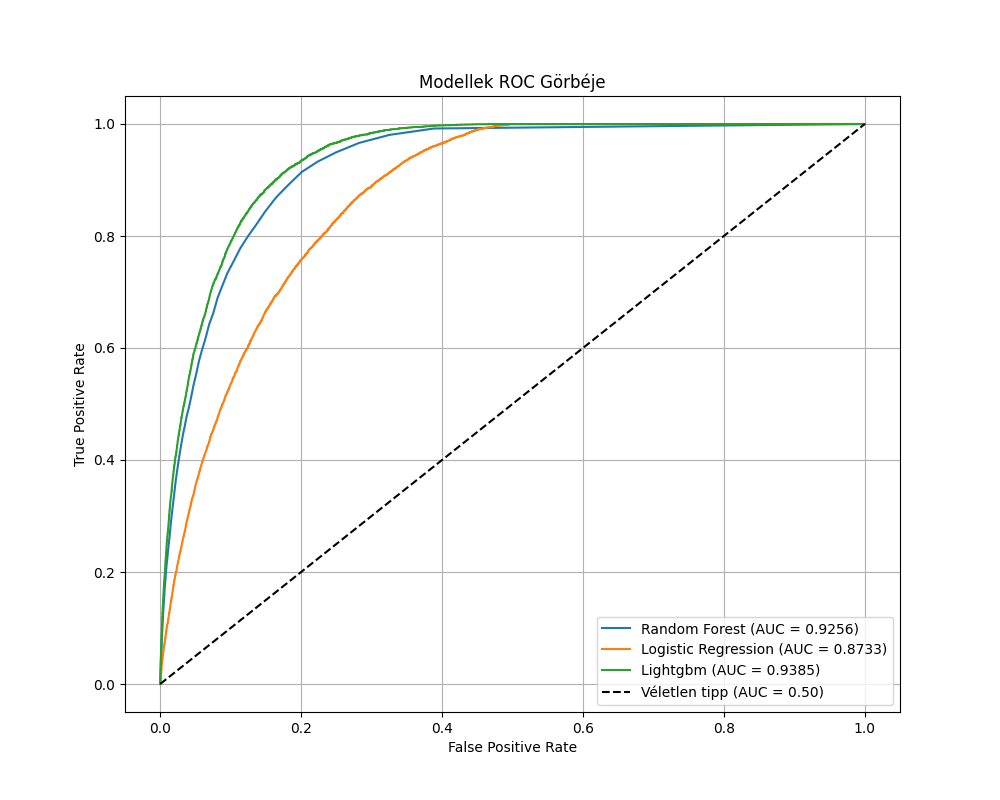 Modellek ROC Görbéje
True Positive Rate
1.0
0.8
0.6
0.4
0.2
0.0
0.0 0.2 0.4 0.6 0.8 1.0
False Positive Rate
Random Forest (AUC = 0.9256)
Logistic Regression (AUC = 0.8733)
Lightgbm (AUC = 0.9385)
Véletlen tipp (AUC = 0.50)